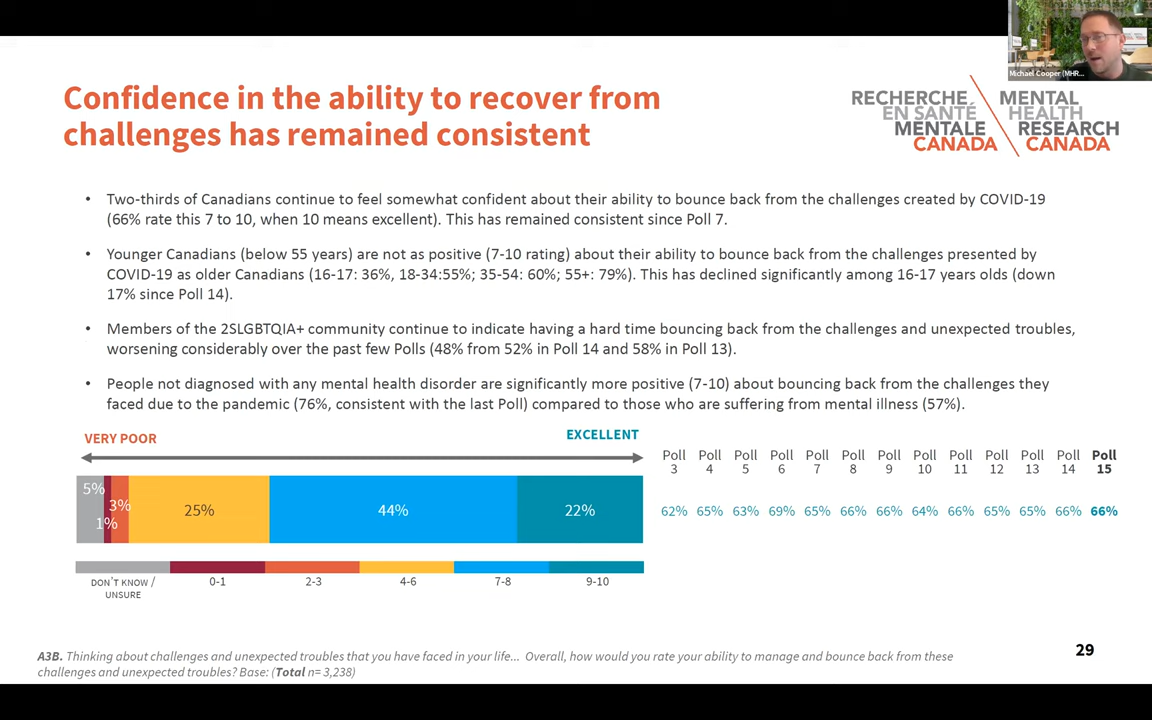 Michael Cooper (MHR...
Confidence in the ability to recover from
challenges has remained consistent
RECHERCHE
EN SANTÉ
MENTALE
CANADA
MENTAL
HEALTH
RESEARCH
CANADA
• Two-thirds of Canadians continue to feel somewhat confident about their ability to bounce back from the challenges created by COVID-19
(66% rate this 7 to 10, when 10 means excellent). This has remained consistent since Poll 7.
• Younger Canadians (below 55 years) are not as positive (7-10 rating) about their ability to bounce back from the challenges presented by
COVID-19 as older Canadians (16-17: 36%, 18-34:55%; 35-54: 60%; 55+: 79%). This has declined significantly among 16-17 years olds (down
17% since Poll 14).
• Members of the 2SLGBTQIA+ community continue to indicate having a hard time bouncing back from the challenges and unexpected troubles,
worsening considerably over the past few Polls (48% from 52% in Poll 14 and 58% in Poll 13).
• People not diagnosed with any mental health disorder are significantly more positive (7-10) about bouncing back from the challenges they
faced due to the pandemic (76%, consistent with the last Poll) compared to those who are suffering from mental illness (57%).
VERY POOR EXCELLENT
5% 1% 3% 25% 44% 22%
DON'T KNOW /
UNSURE
0-1 2-3 4-6 7-8 9-10
Poll Poll Poll Poll Poll Poll Poll Poll Poll Poll Poll Poll Poll
3 4 5 6 7 8 9 10 11 12 13 14 15
62% 65% 63% 69% 65% 66% 66% 64% 66% 65% 65% 66% 66%
A3B. Thinking about challenges and unexpected troubles that you have faced in your life... Overall, how would you rate your ability to manage and bounce back from these
challenges and unexpected troubles? Base: (Total n= 3,238)
29